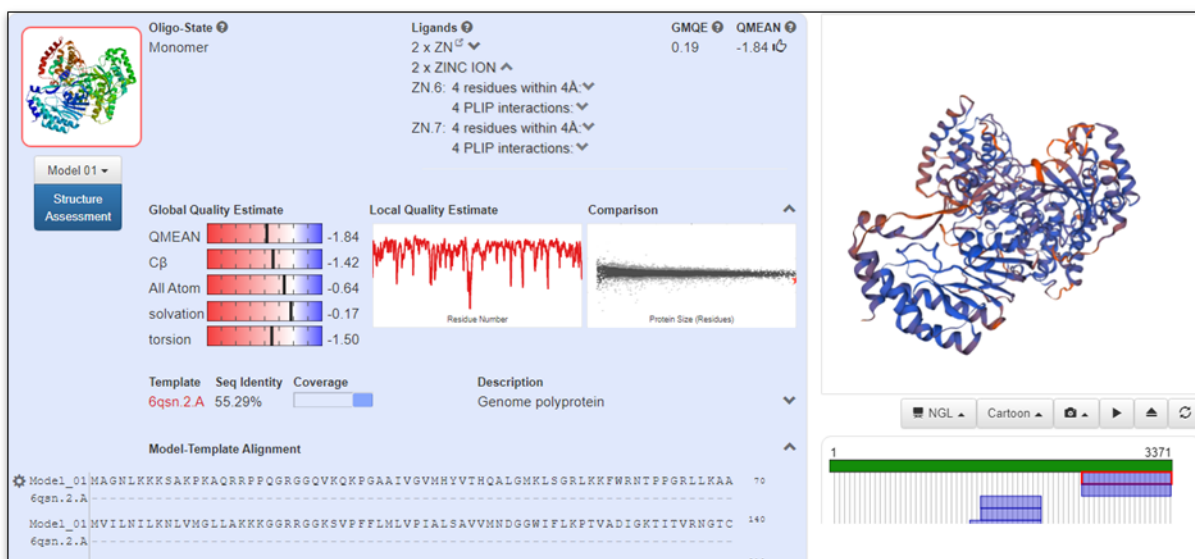 Oligo-State
Monomer
Ligands
2 x ZN
2 x ZINC ION
ZN.6: 4 residues within 4Å:
4 PLIP interactions:
ZN.7: 4 residues within 4Å:
4 PLIP interactions:
GMQE QMEAN
0.19 -1.84
Model 01
Structure
Assessment
Global Quality Estimate
QMEAN -1.84
Cβ -1.42
All Atom -0.64
solvation -0.17
torsion -1.50
Local Quality Estimate
Residue Number
Comparison
Protein Size (Residues)
Template Seq Identity Coverage Description
6qsn.2.A 55.29% Genome polyprotein
Model-Template Alignment
Model_01 MAGNLKKKSAKPKAQRRPPQGRGGQVKQKPGAAIVGVMHYVTHQALGMKLSGRLKKFWRNTPPGRLLKAA 70
6qsn.2.A ----------------------------------------------------------------------
Model_01 MVILNILKNLVMGLLAKKKGGRRGGKSVPFFLMLVPIALSAVVMNDGGWIFLKPTVADIGKTITVRNGTC 140
6qsn.2.A ----------------------------------------------------------------------
NGL Cartoon
1 3371